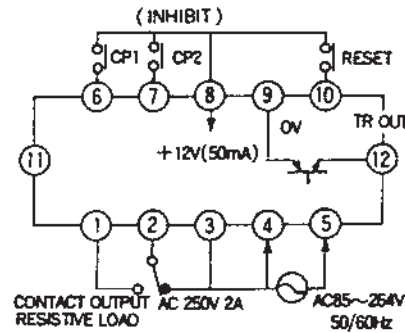 (INHIBIT)
CP1 CP2 RESET
6 7 8 9 10
0V TR OUT
+12V(50mA)
11 12
1 2 3 4 5
CONTACT OUTPUT AC 250V 2A AC85~264V
RESISTIVE LOAD 50/60Hz